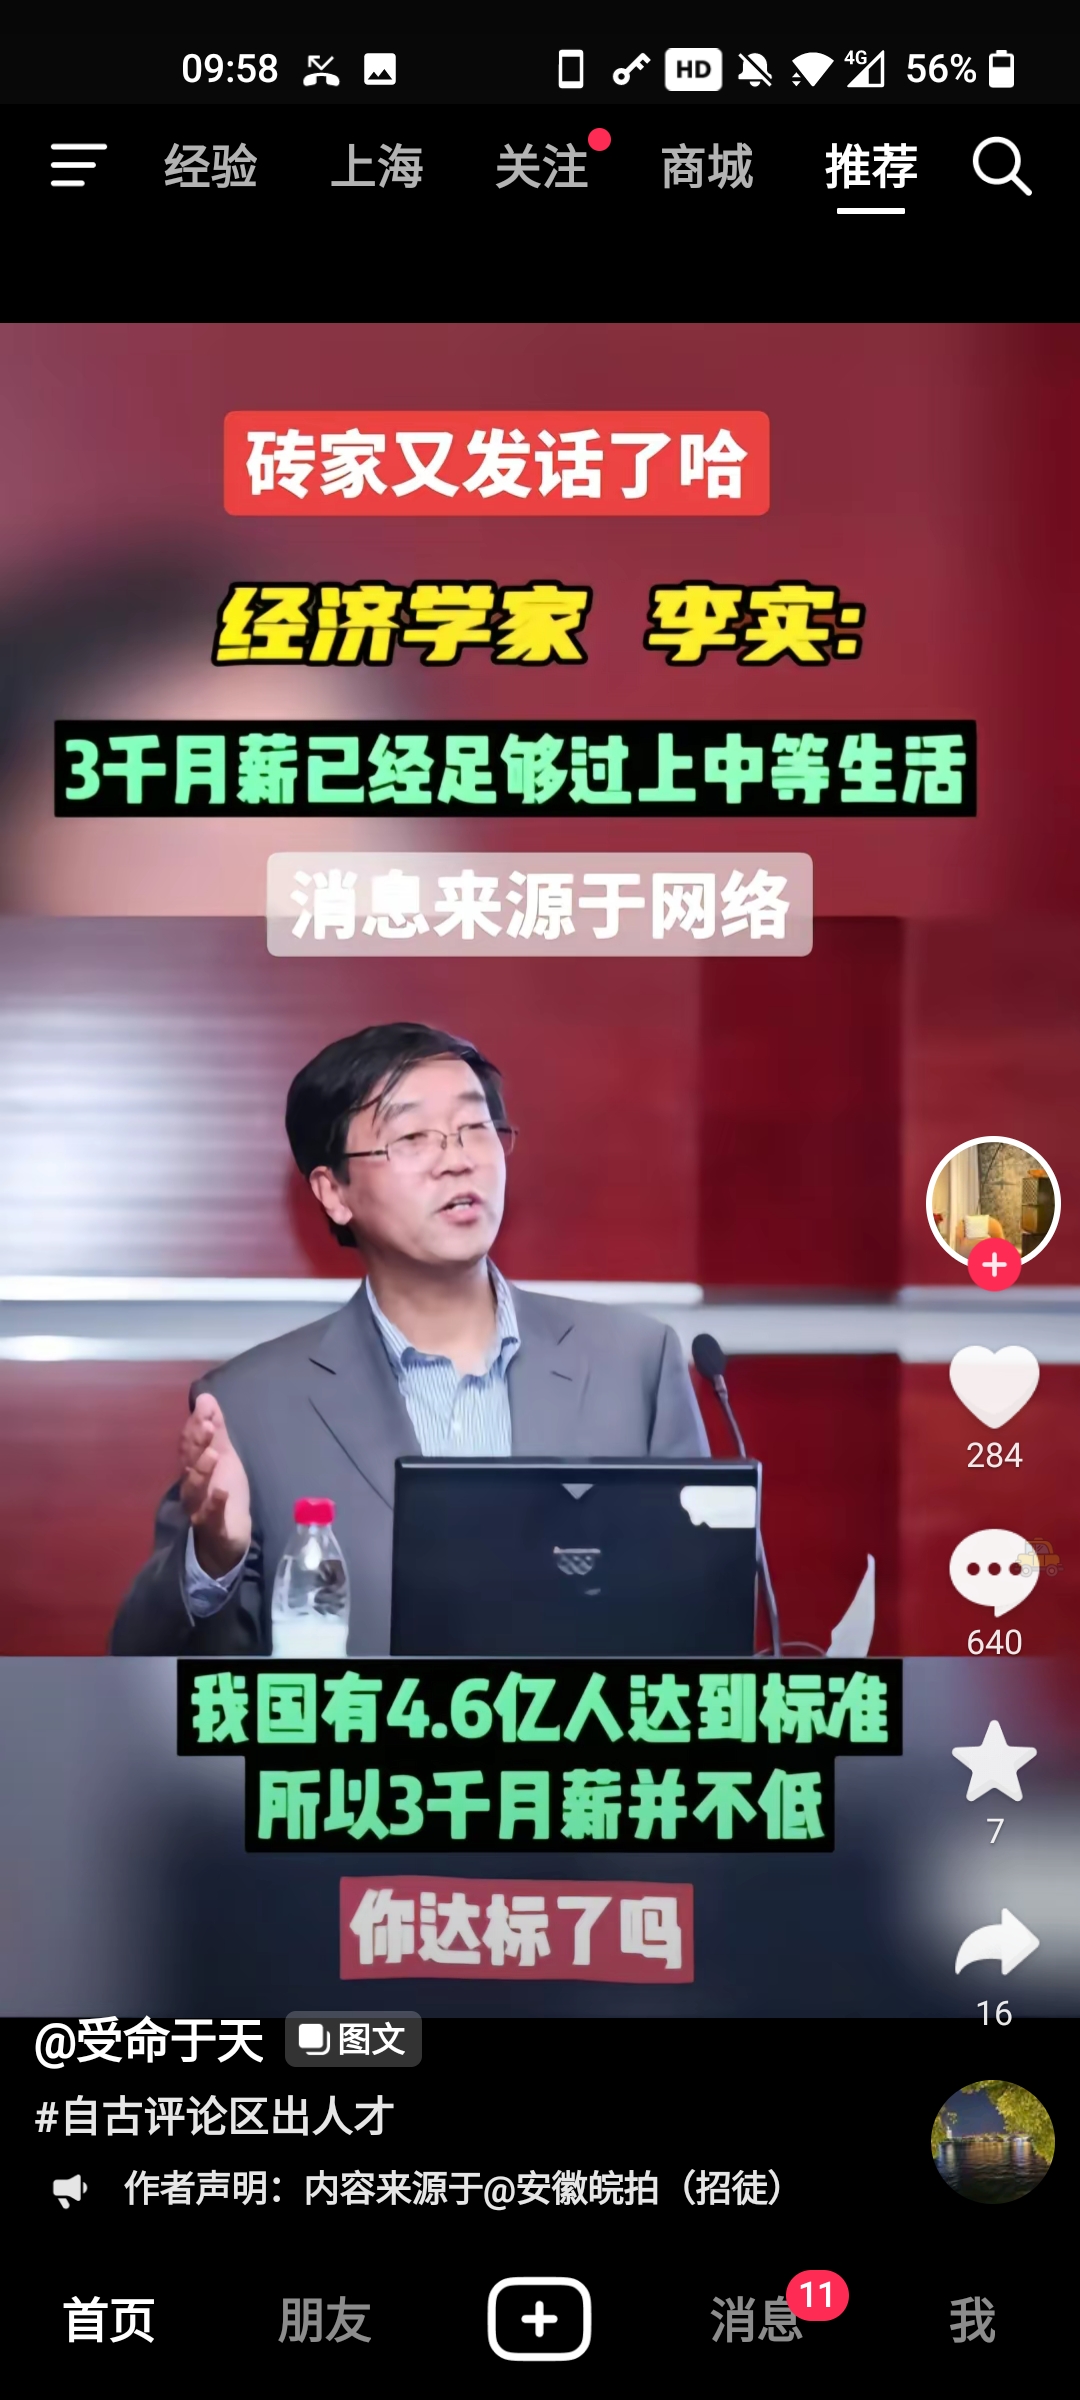 09:58
HD
4G
56%
经验 上海 关注 商城 推荐
砖家又发话了哈
经济学家 李实:
3千月薪已经足够过上中等生活
消息来源于网络
284
640
我国有4.6亿人达到标准
所以3千月薪并不低
7
你达标了吗
16
@受命于天 图文
#自古评论区出人才
作者声明：内容来源于@安徽皖拍（招徒）
首页 朋友 消息 11 我